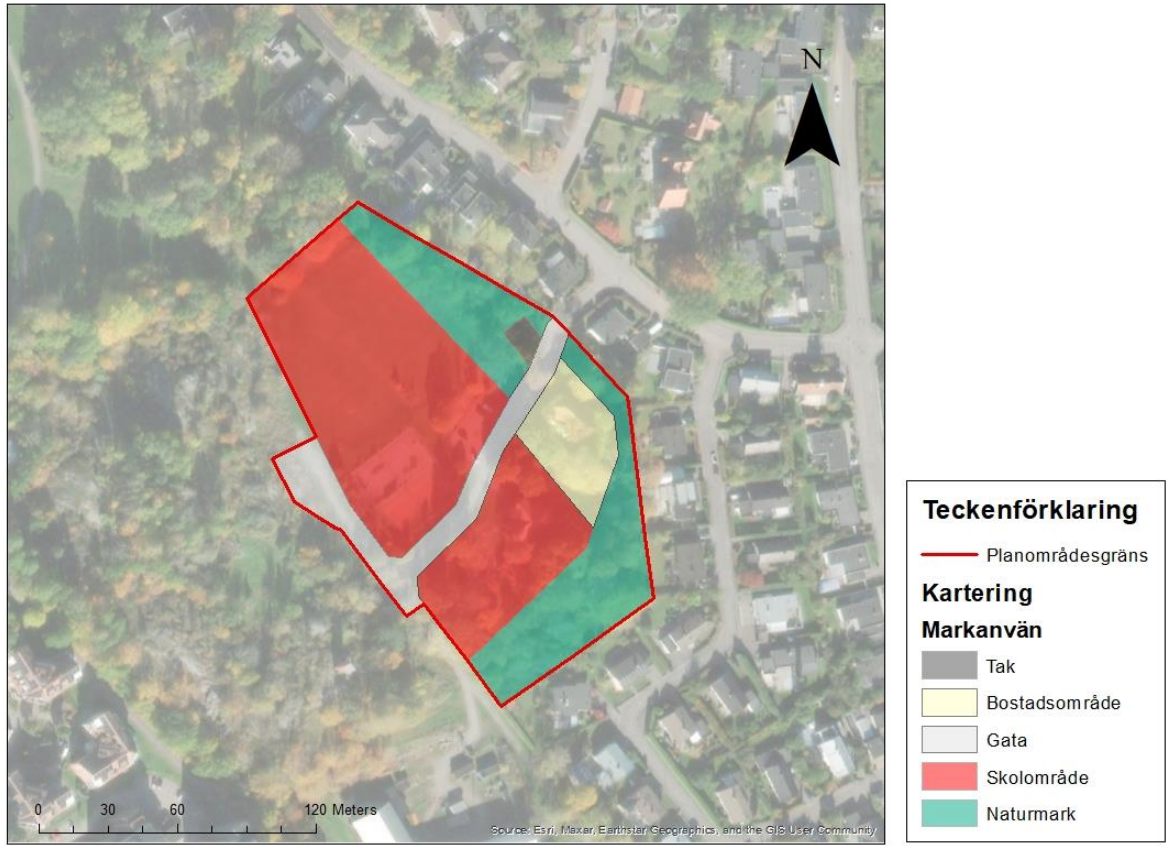 N
0 30 60 120 Meters
Source: Esri, Maxar, Earthstar Geographics, and the GIS User Community
Teckenförklaring
Planområdesgräns
Kartering
Markanvän
Tak
Bostadsområde
Gata
Skolområde
Naturmark